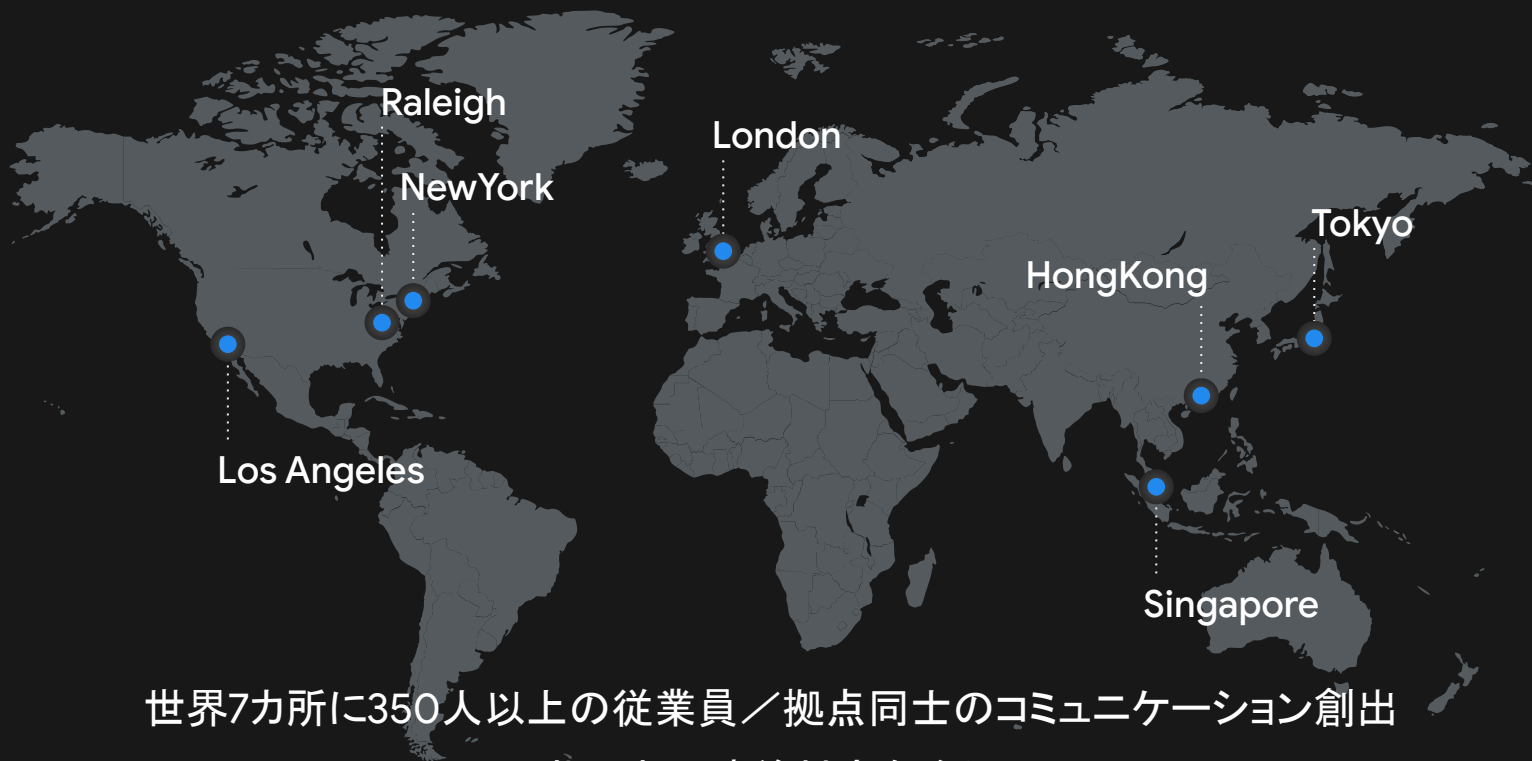 Raleigh
London
NewYork
Tokyo
HongKong
Los Angeles
Singapore
世界7カ所に350人以上の従業員／拠点同士のコミュニケーション創出